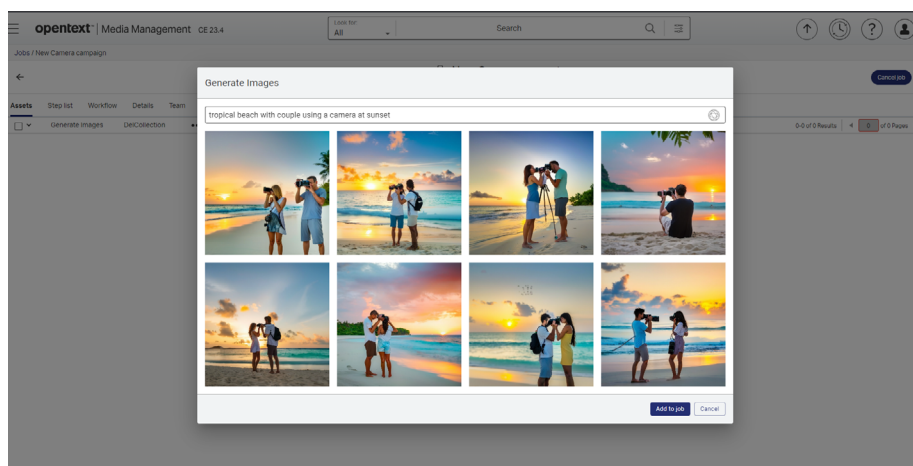 opentext™ | Media Management CE 23.4
Look for:
All
Search
?
Jobs / New Camera campaign
Cancel job
Generate Images
Assets Step list Workflow Details Team
tropical beach with couple using a camera at sunset
Generate Images DelCollection
0-0 of 0 Results 0 of 0 Pages
Add to job Cancel